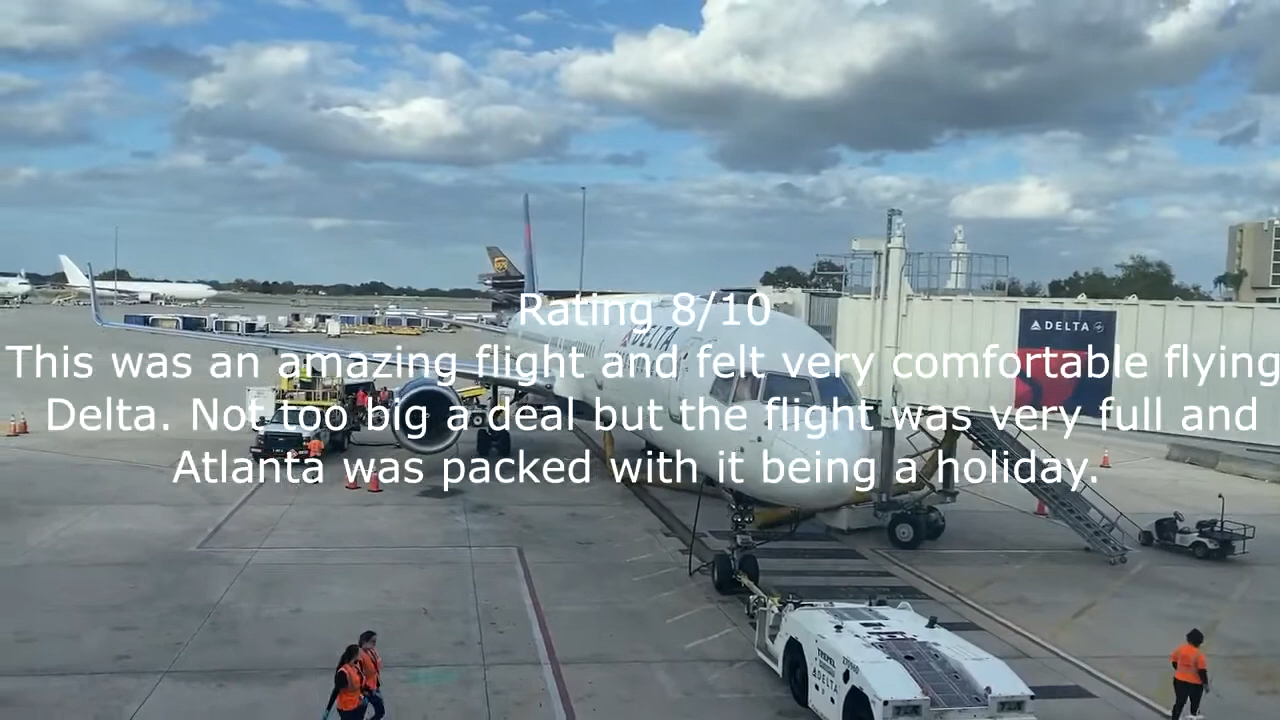 Rating 8/10
This was an amazing flight and felt very comfortable flying
Delta. Not too big a deal but the flight was very full and
Atlanta was packed with it being a holiday.
DELTA
DELTA
DELTA